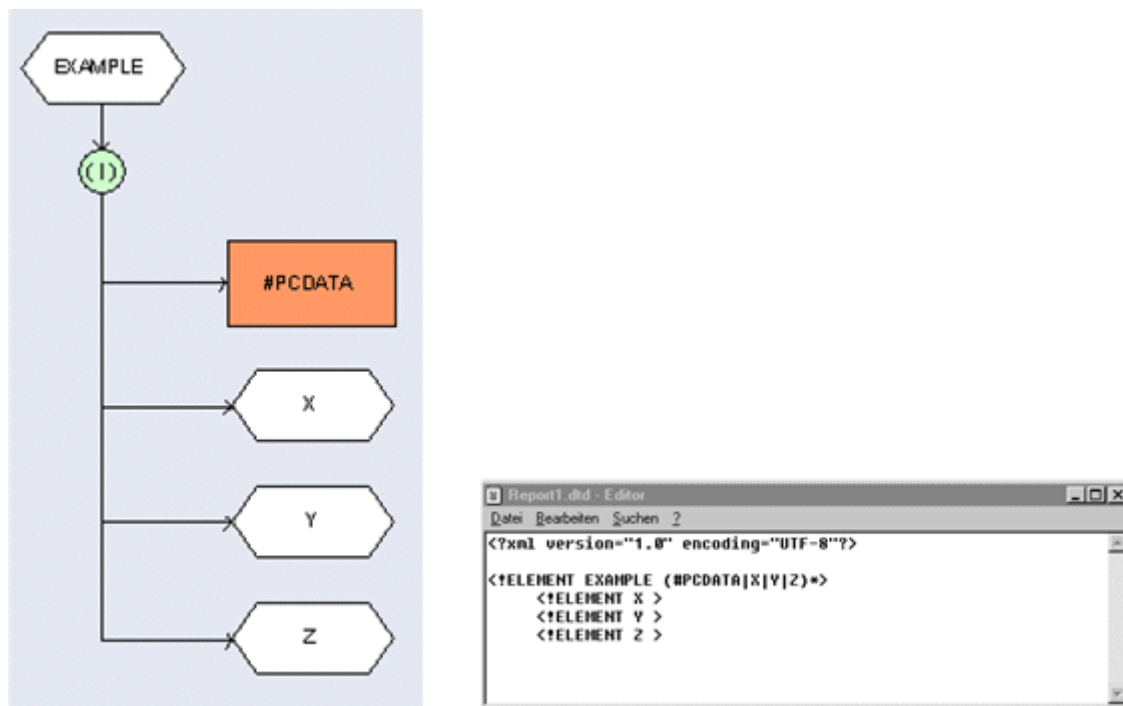 EXAMPLE
(|)
#PCDATA
X
Y
Z
Report1.dtd - Editor
Datei Bearbeiten Suchen ?
<?xml version="1.0" encoding="UTF-8"?>
<!ELEMENT EXAMPLE (#PCDATA|X|Y|Z)*>
<!ELEMENT X >
<!ELEMENT Y >
<!ELEMENT Z >